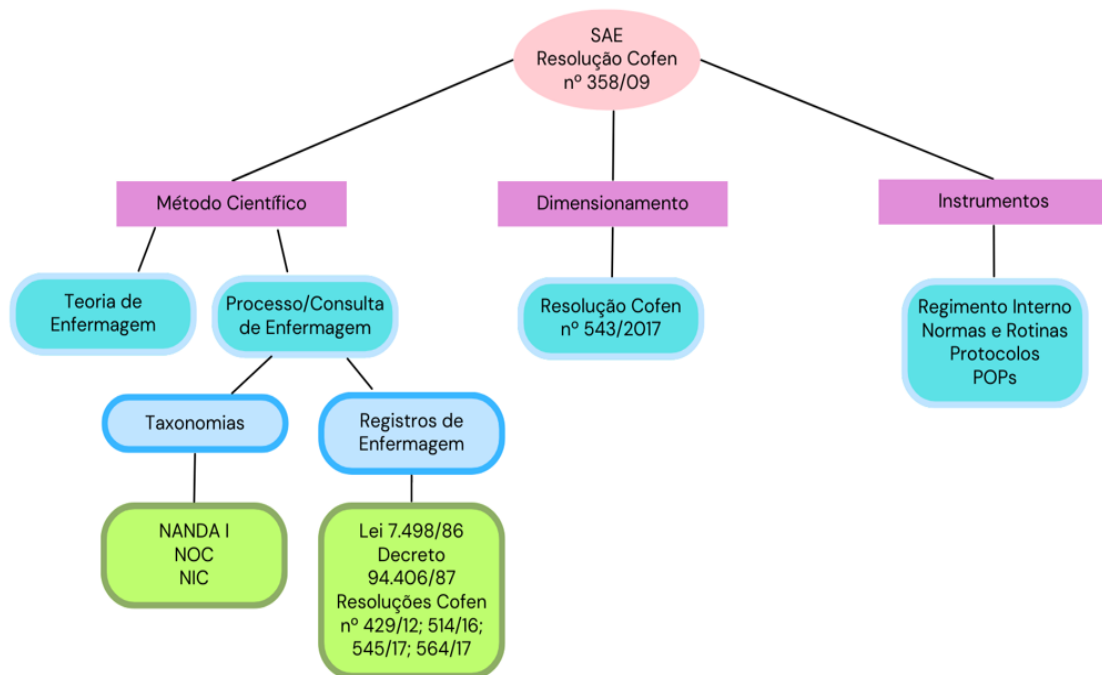 SAE
Resolução Cofen
nº 358/09
Método Científico
Dimensionamento
Instrumentos
Teoria de
Enfermagem
Processo/Consulta
de Enfermagem
Resolução Cofen
nº 543/2017
Regimento Interno
Normas e Rotinas
Protocolos
POPs
Taxonomias
Registros de
Enfermagem
NANDA I
NOC
NIC
Lei 7.498/86
Decreto
94.406/87
Resoluções Cofen
nº 429/12; 514/16;
545/17; 564/17